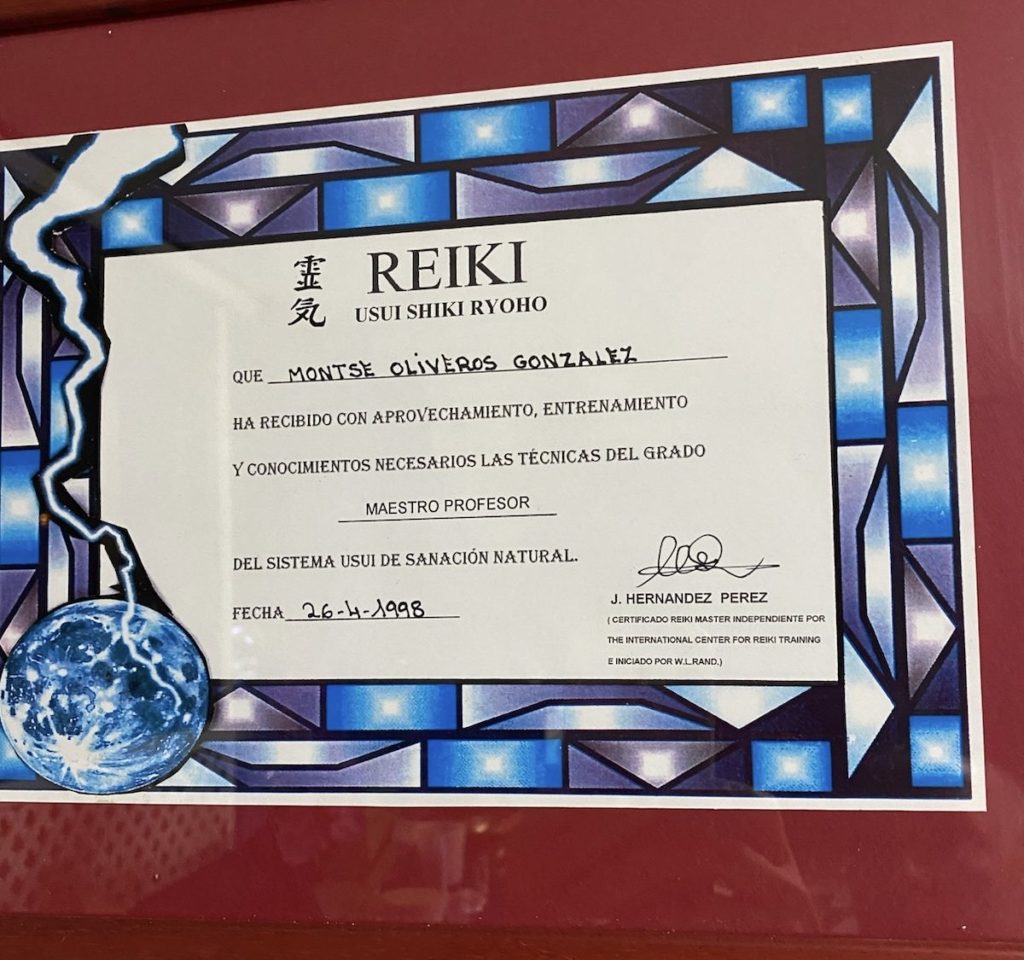 靈
気
REIKI
USUI SHIKI RYOHO
QUE MONTSE OLIVEROS GONZALEZ
HA RECIBIDO CON APROVECHAMIENTO, ENTRENAMIENTO
Y CONOCIMIENTOS NECESARIOS LAS TÉCNICAS DEL GRADO
MAESTRO PROFESOR
DEL SISTEMA USUI DE SANACIÓN NATURAL.
FECHA 26-4-1998
J. HERNANDEZ PEREZ
( CERTIFICADO REIKI MASTER INDEPENDIENTE POR
THE INTERNATIONAL CENTER FOR REIKI TRAINING
E INICIADO POR W.L.RAND.)